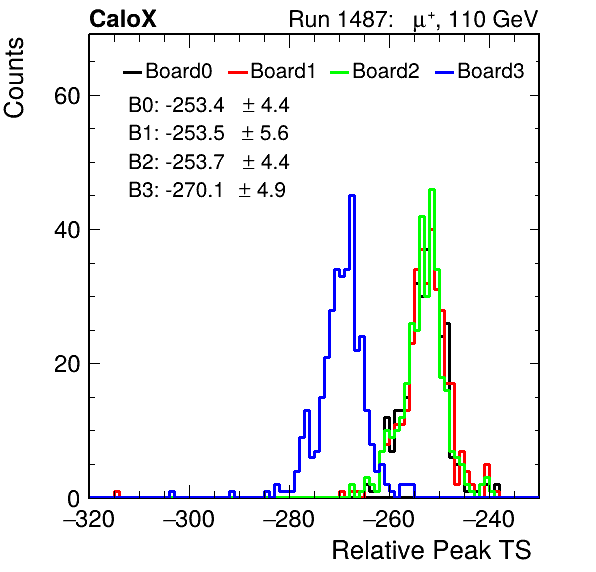 CaloX Run 1487: μ⁺, 110 GeV
Counts
Board0 Board1 Board2 Board3
B0: -253.4 ± 4.4
B1: -253.5 ± 5.6
B2: -253.7 ± 4.4
B3: -270.1 ± 4.9
60
40
20
0
−320 −300 −280 −260 −240
Relative Peak TS